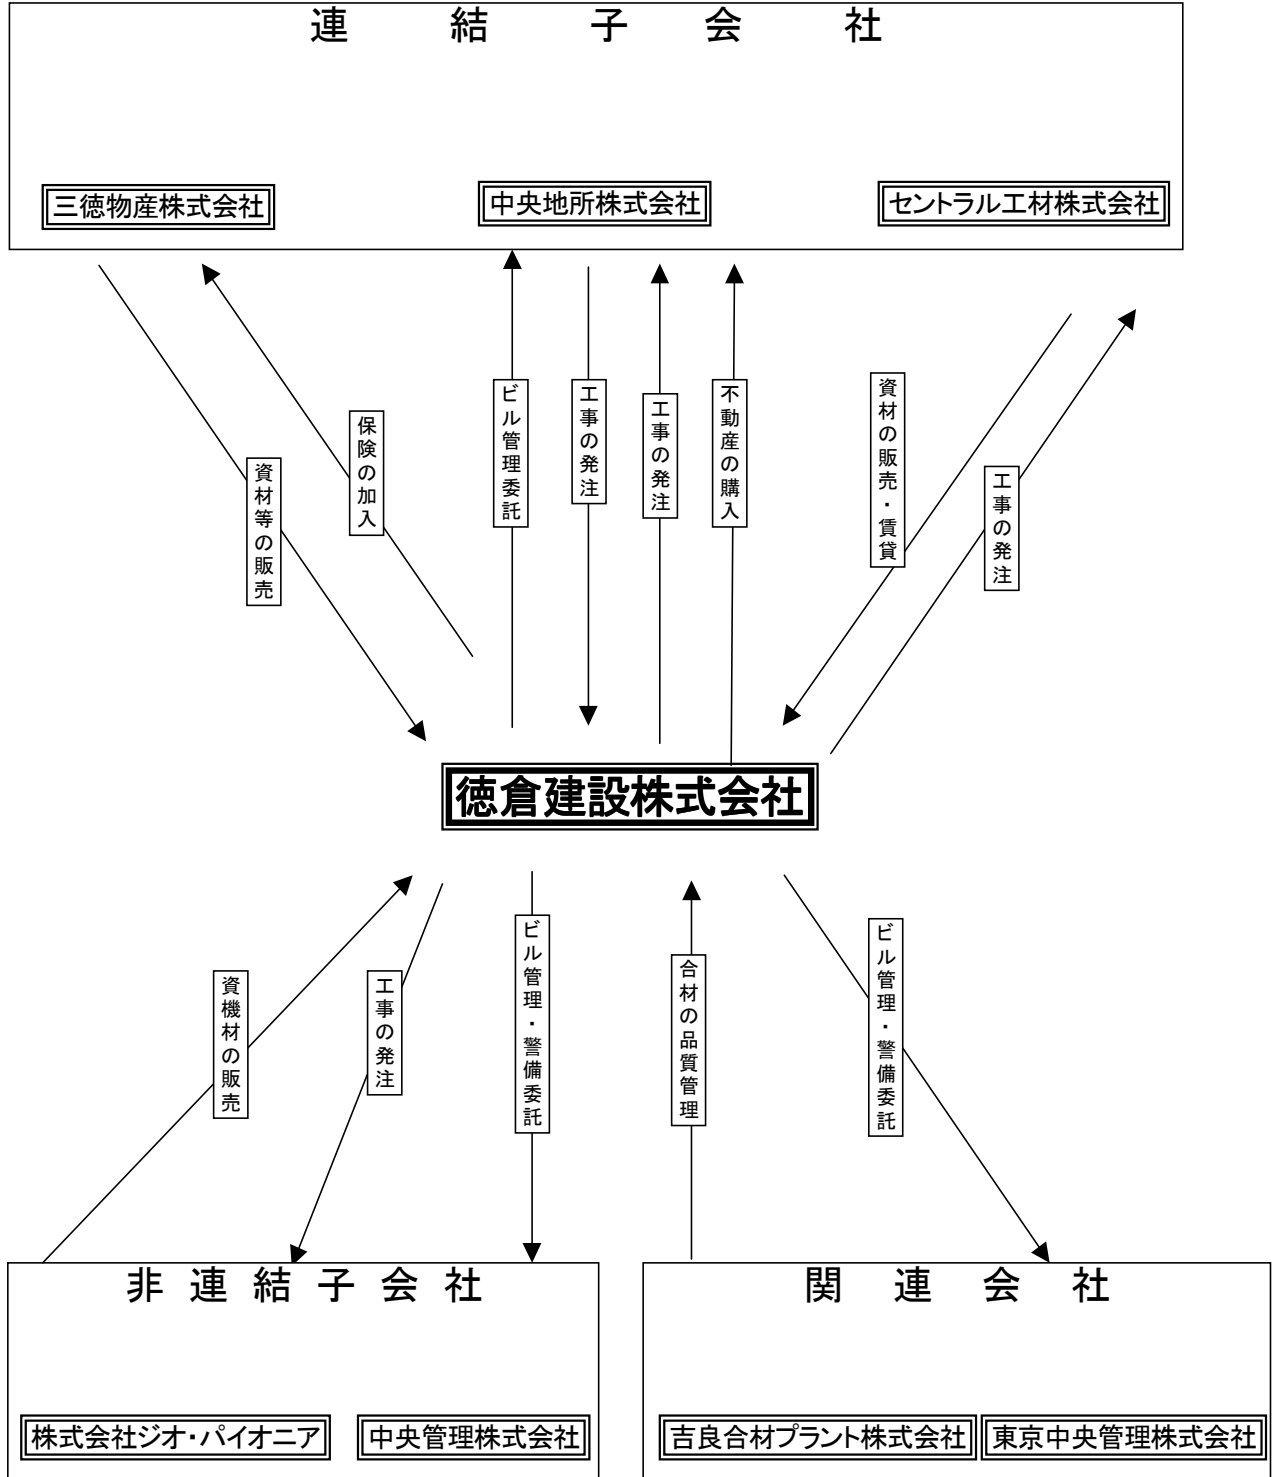 連結子会社
三徳物産株式会社
中央地所株式会社
セントラル工材株式会社
資材等の販売
保険の加入
ビル管理委託
工事の発注
工事の発注
不動産の購入
資材の販売・賃貸
工事の発注
徳倉建設株式会社
資機材の販売
工事の発注
ビル管理・警備委託
合材の品質管理
ビル管理・警備委託
非連結子会社
株式会社ジオ・パイオニア
中央管理株式会社
関連会社
吉良合材プラント株式会社
東京中央管理株式会社